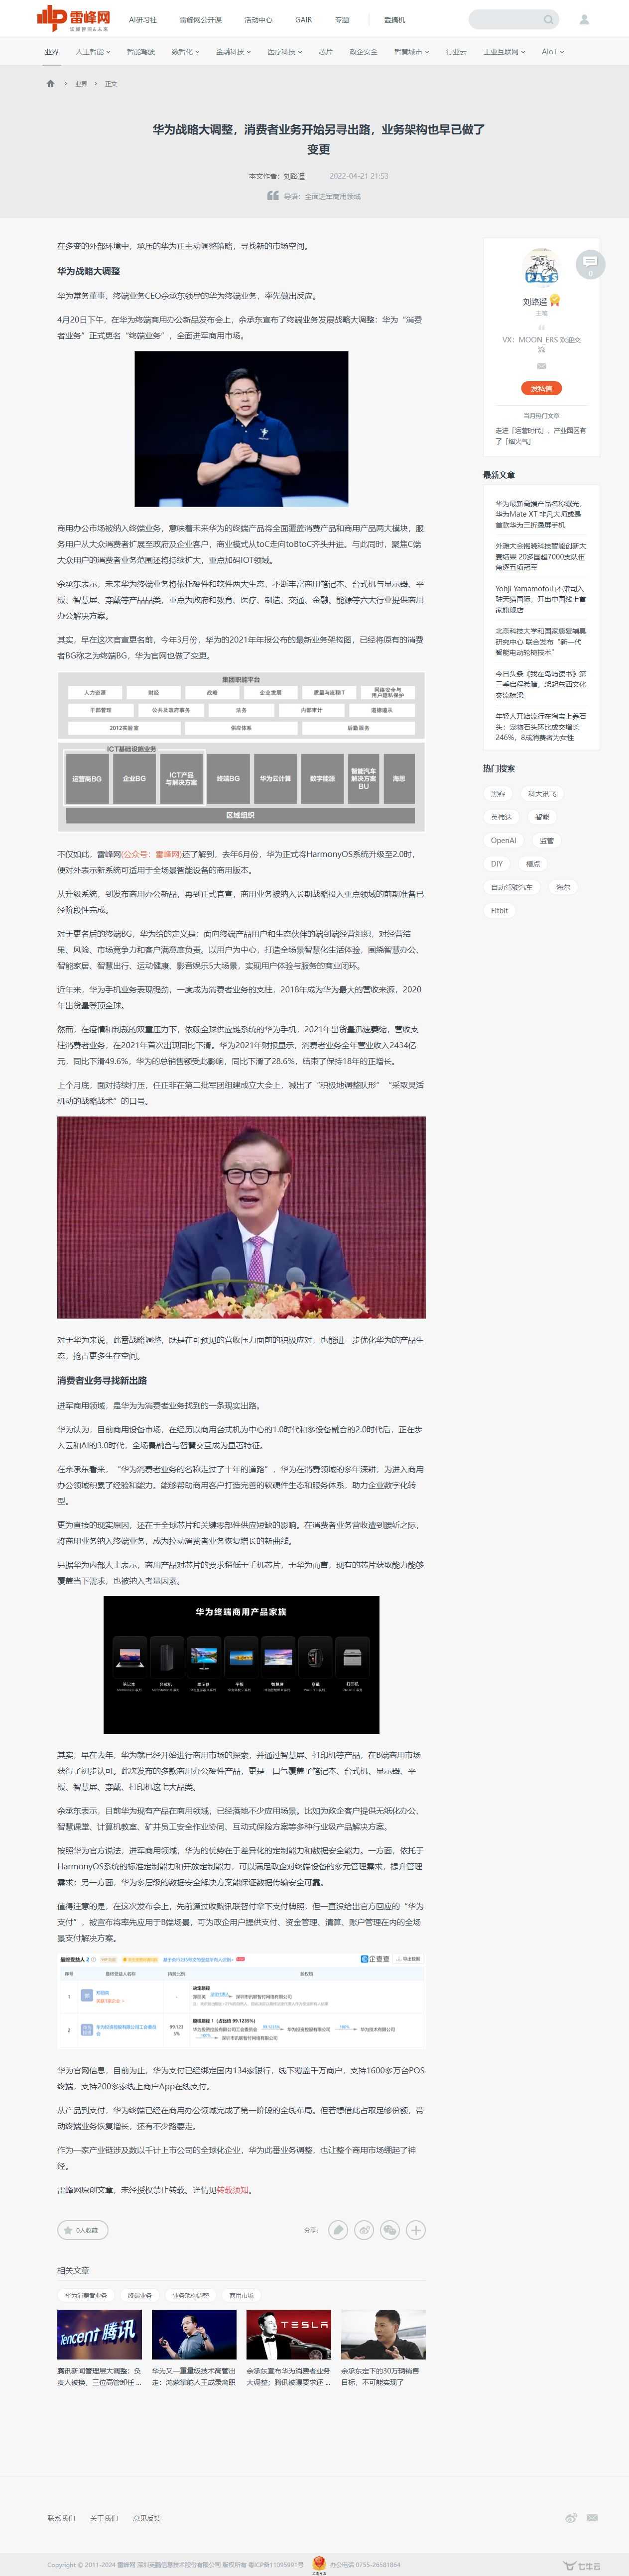 雷峰网
读懂智能&未来
AI研习社
雷峰网公开课
活动中心
GAIR
专题
爱搞机
业界
人工智能
智能驾驶
数智化
金融科技
医疗科技
芯片
政企安全
智慧城市
行业云
工业互联网
AIoT
业界
正文
华为战略大调整，消费者业务开始另寻出路，业务架构也早已做了
变更
本文作者：刘路遥
2022-04-21 21:53
导语：全面进军商用领域
在多变的外部环境中，承压的华为正主动调整策略，寻找新的市场空间。
华为战略大调整
华为常务董事，终端业务CEO余承东领导的华为终端业务，率先做出反应。
4月20日下午，在华为终端商用办公新品发布会上，余承东宣布了终端业务发展战略大调整：华为“消费
者业务”正式更名“终端业务”，全面进军商用市场。
商用办公市场被纳入终端业务，意味着未来华为的终端产品将全面覆盖消费产品和商用产品两大模块，服
务用户从大众消费者扩展至政府及企业客户，商业模式从toC走向toBtoC齐头并进。与此同时，聚焦C端
大众用户的消费者业务范围还将持续扩大，重点加码IOT领域。
余承东表示，未来华为终端业务将依托硬件和软件两大生态，不断丰富商用笔记本、台式机与显示器、平
板、智慧屏、穿戴等产品品类，重点为政府和教育、医疗、制造、交通、金融、能源等六大行业提供商用
办公解决方案。
其实，早在这次官宣更名前，今年3月份，华为的2021年年报公布的最新业务架构图，已经将原有的消费
者BG称之为终端BG，华为官网也做了变更。
集团职能平台
人力资源
财经
战略
企业发展
质量与流程IT
网络安全与
用户隐私保护
干部管理
公共及政府事务
法务
内部审计
道德遵从
2012实验室
供应体系
后勤服务
ICT基础设施业务
运营商BG
企业BG
ICT产品
与解决方案
终端BG
华为云计算
数字能源
智能汽车
解决方案
BU
海思
区域组织
不仅如此，雷峰网(公众号：雷峰网)还了解到，去年6月份，华为正式将HarmonyOS系统升级至2.0时，
便对外表示新系统可适用于全场景智能设备的商用版本。
从升级系统，到发布商用办公新品，再到正式官宣，商用业务被纳入长期战略投入重点领域的前期准备已
经阶段性完成。
对于更名后的终端BG，华为给的定义是：面向终端产品用户和生态伙伴的端到端经营组织，对经营结
果、风险、市场竞争力和客户满意度负责。以用户为中心，打造全场景智慧化生活体验，围绕智慧办公、
智能家居、智慧出行、运动健康、影音娱乐5大场景，实现用户体验与服务的商业闭环。
近年来，华为手机业务表现强劲，一度成为消费者业务的支柱，2018年成为华为最大的营收来源，2020
年出货量登顶全球。
然而，在疫情和制裁的双重压力下，依赖全球供应链系统的华为手机，2021年出货量迅速萎缩，营收支
柱消费者业务，在2021年首次出现同比下滑。华为2021年财报显示，消费者业务全年营业收入2434亿
元，同比下滑49.6%，华为的总销售额受此影响，同比下滑了28.6%，结束了保持18年的正增长。
上个月底，面对持续打压，任正非在第二批军团组建成立大会上，喊出了“积极地调整队形”“采取灵活
机动的战略战术”的口号。
对于华为来说，此番战略调整，既是在可预见的营收压力面前的积极应对，也能进一步优化华为的产品生
态，抢占更多生存空间。
消费者业务寻找新出路
进军商用领域，是华为为消费者业务找到的一条现实出路。
华为认为，目前商用设备市场，在经历以商用台式机为中心的1.0时代和多设备融合的2.0时代后，正在步
入云和AI的3.0时代，全场景融合与智慧交互成为显著特征。
在余承东看来，“华为消费者业务的名称走过了十年的道路”，华为在消费领域的多年深耕，为进入商用
办公领域积累了经验和能力。能够帮助商用客户打造完善的软硬件生态和服务体系，助力企业数字化转
型。
更为直接的现实原因，还在于全球芯片和关键零部件供应短缺的影响。在消费者业务营收遭到腰斩之际，
将商用业务纳入终端业务，成为拉动消费者业务恢复增长的新曲线。
另据华为内部人士表示，商用产品对芯片的要求稍低于手机芯片，于华为而言，现有的芯片获取能力能够
覆盖当下需求，也被纳入考量因素。
华为终端商用产品家族
笔记本
台式机
显示器
平板
智慧屏
穿戴
打印机
其实，早在去年，华为就已经开始进行商用市场的探索，并通过智慧屏、打印机等产品，在B端商用市场
获得了初步认可。此次发布的多款商用办公硬件产品，更是一口气覆盖了笔记本、台式机、显示器、平
板、智慧屏、穿戴、打印机这七大品类。
余承东表示，目前华为现有产品在商用领域，已经落地不少应用场景。比如为政企客户提供无纸化办公、
智慧课堂、计算机教室、矿井员工安全作业协同、互动式保险方案等多种行业级产品解决方案。
按照华为官方说法，进军商用领域，华为的优势在于差异化的定制能力和数据安全能力。一方面，依托于
HarmonyOS系统的标准定制能力和开放定制能力，可以满足政企对终端设备的多元管理需求，提升管理
需求；另一方面，华为多层级的数据安全解决方案能保证数据传输安全可靠。
值得注意的是，在这次发布会上，先前通过收购讯联智付拿下支付牌照，但一直没给出官方回应的“华为
支付”，被宣布将率先应用于B端场景，可为政企用户提供支付、资金管理、清算、账户管理在内的全场
景支付解决方案。
最终受益人 2
企查查
导出数据
序号
最终受益人名称
持股比例
股权链
1
2
99.123
5%
华为官网信息，目前为止，华为支付已经绑定国内134家银行，线下覆盖千万商户，支持1600多万台POS
终端，支持200多家线上商户App在线支付。
从产品到支付，华为终端已经在商用办公领域完成了第一阶段的全线布局。但若想借此占取足够份额，带
动终端业务恢复增长，还有不少路要走。
作为一家产业链涉及数以千计上市公司的全球化企业，华为此番业务调整，也让整个商用市场绷起了神
经。
雷峰网原创文章，未经授权禁止转载。详情见转载须知。
0人收藏
分享：
相关文章
华为消费者业务
终端业务
业务架构调整
商用市场
Tencent 腾讯
TESLA
腾讯新闻管理层大调整：负
责人被换，三位高管卸任 ...
华为又一重量级技术高管出
走：鸿蒙掌舵人王成录离职
余承东宣布华为消费者业务
大调整；腾讯被曝要求还 ...
余承东定下的30万辆销售
目标，不可能实现了
PASS
0
刘路遥
主笔
VX：MOON_ERS 欢迎交
流
发私信
当月热门文章
走进「运营时代」，产业园区有
了「烟火气」
最新文章
华为最新高端产品名称曝光，
华为Mate XT 非凡大师或是
首款华为三折叠屏手机
外滩大会揭晓科技智能创新大
赛结果 20多国超7000支队伍
角逐五项冠军
Yohji Yamamoto山本耀司入
驻天猫国际，开出中国线上首
家旗舰店
北京科技大学和国家康复辅具
研究中心 联合发布“新一代
智能电动轮椅技术”
今日头条《我在岛屿读书》第
三季启程希腊，架起东西文化
交流桥梁
年轻人开始流行在淘宝上养石
头：宠物石头环比成交增长
246%，8成消费者为女性
热门搜索
黑客
科大讯飞
英伟达
智能
OpenAI
监管
DIY
槽点
自动驾驶汽车
海尔
Fitbit
联系我们
关于我们
意见反馈
Copyright © 2011-2024 雷峰网 深圳英鹏信息技术股份有限公司 版权所有 粤ICP备11095991号
办公电话 0755-26581864
七牛云